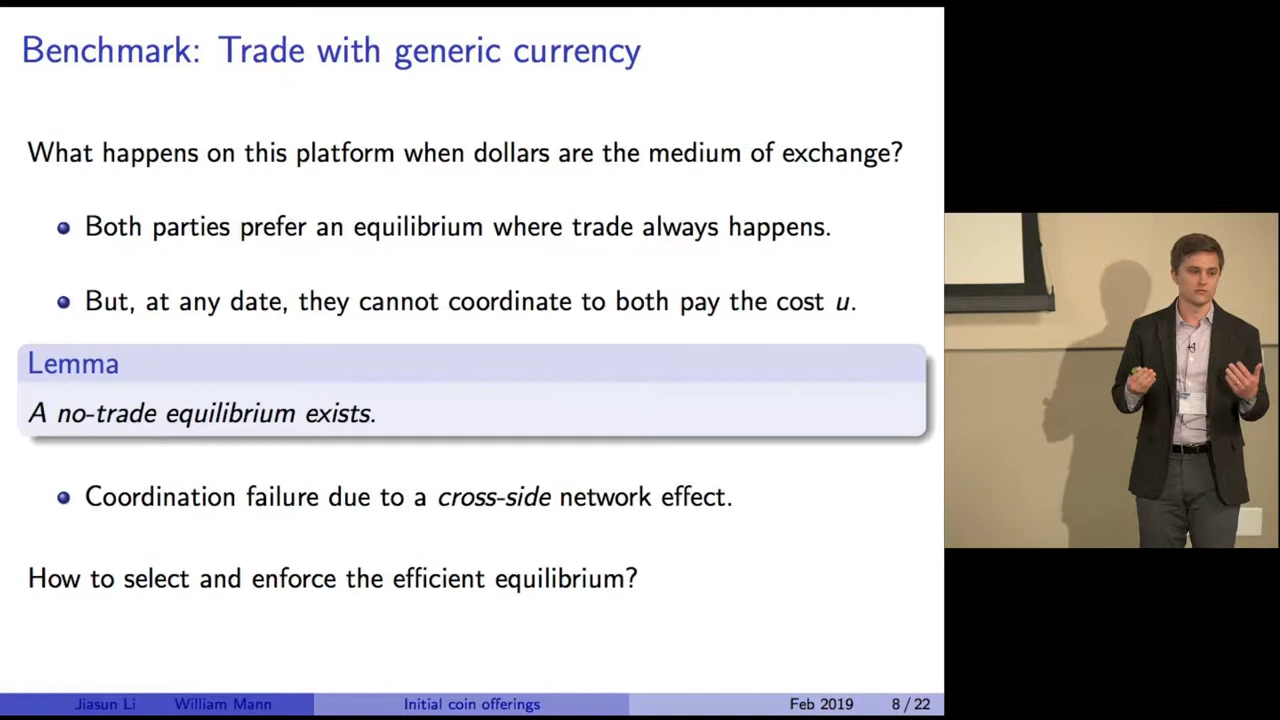 Benchmark: Trade with generic currency
What happens on this platform when dollars are the medium of exchange?
Both parties prefer an equilibrium where trade always happens.
But, at any date, they cannot coordinate to both pay the cost u.
Lemma
A no-trade equilibrium exists.
Coordination failure due to a cross-side network effect.
How to select and enforce the efficient equilibrium?
Jiasun Li William Mann Initial coin offerings Feb 2019 8 / 22